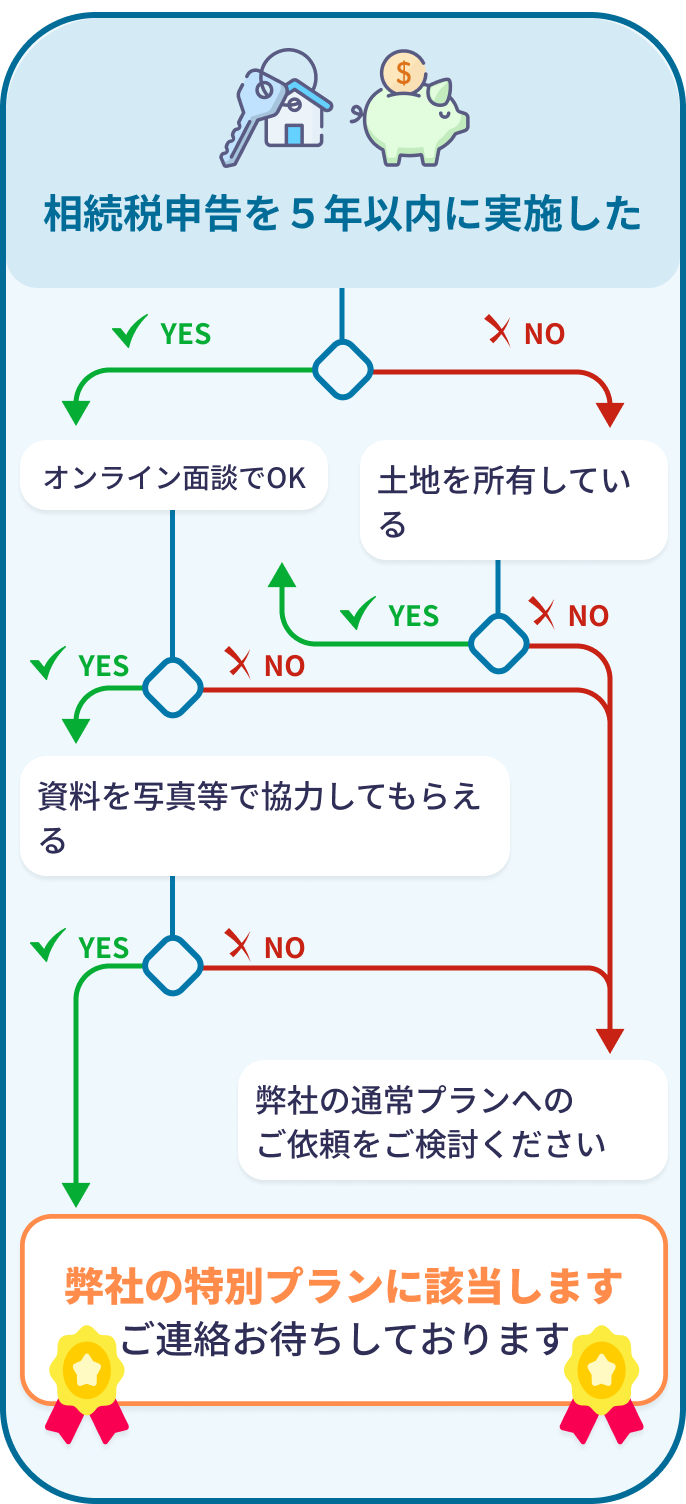 $
相続税申告を５年以内に実施した
YES
NO
オンライン面談でOK
土地を所有してい
る
YES
NO
YES
NO
資料を写真等で協力してもらえ
る
YES
NO
弊社の通常プランへの
ご依頼をご検討ください
弊社の特別プランに該当します
ご連絡お待ちしております